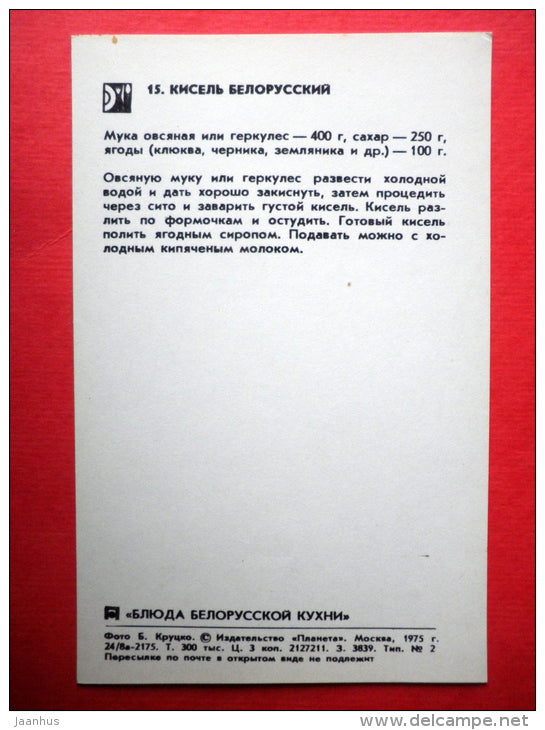 15. КИСЕЛЬ БЕЛОРУССКИЙ
Мука овсяная или геркулес — 400 г, сахар — 250 г,
ягоды (клюква, черника, земляника и др.) — 100 г.
Овсяную муку или геркулес развести холодной
водой и дать хорошо закиснуть, затем процедить
через сито и заварить густой кисель. Кисель раз-
лить по формочкам и остудить. Готовый кисель
полить ягодным сиропом. Подавать можно с хо-
лодным кипяченым молоком.
«БЛЮДА БЕЛОРУССКОЙ КУХНИ»
Фото Б. Круцко. © Издательство «Планета». Москва, 1975 г.
24/8а-2175. Т. 300 тыс. Ц. 3 коп. 2127211. З. 3839. Тип. № 2
Пересылке по почте в открытом виде не подлежит
jaanhus
www.delcampe.net